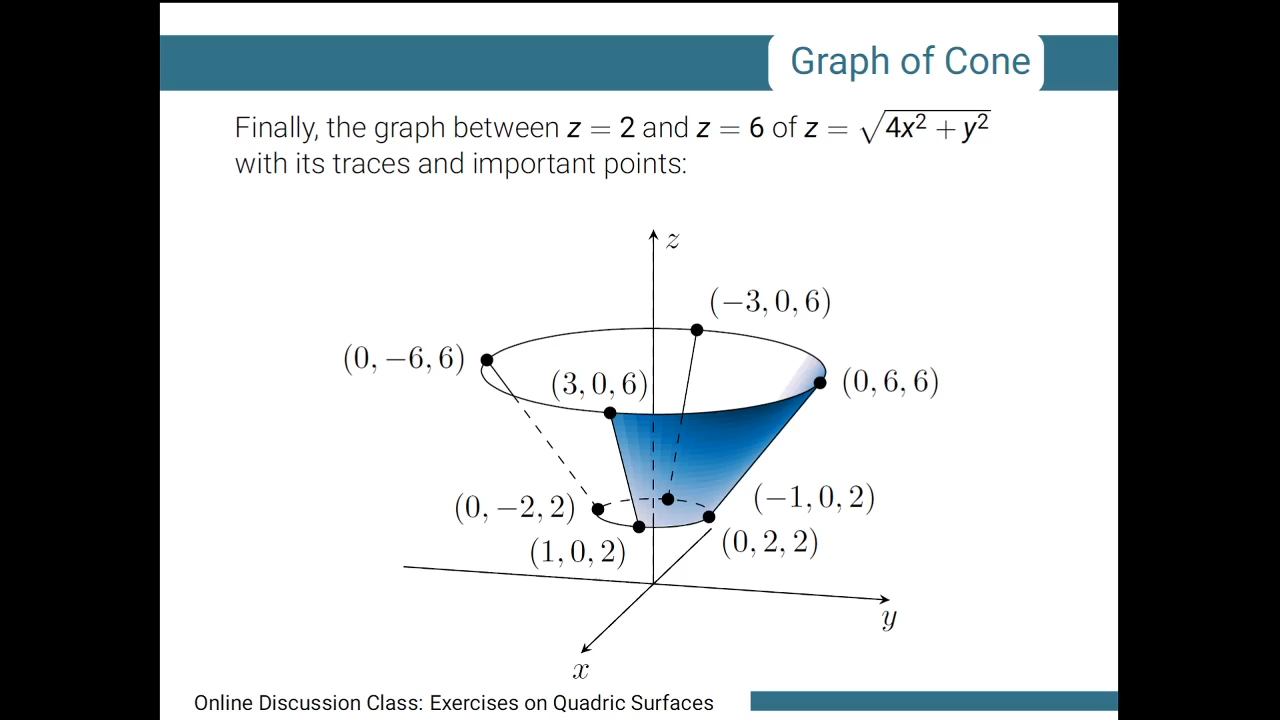 Graph of Cone
Finally, the graph between z = 2 and z = 6 of z = √4x² + y²
with its traces and important points:
z
(−3, 0, 6)
(0, −6, 6)
(3, 0, 6)
(0, 6, 6)
(0, −2, 2)
(−1, 0, 2)
(1, 0, 2)
(0, 2, 2)
y
x
Online Discussion Class: Exercises on Quadric Surfaces